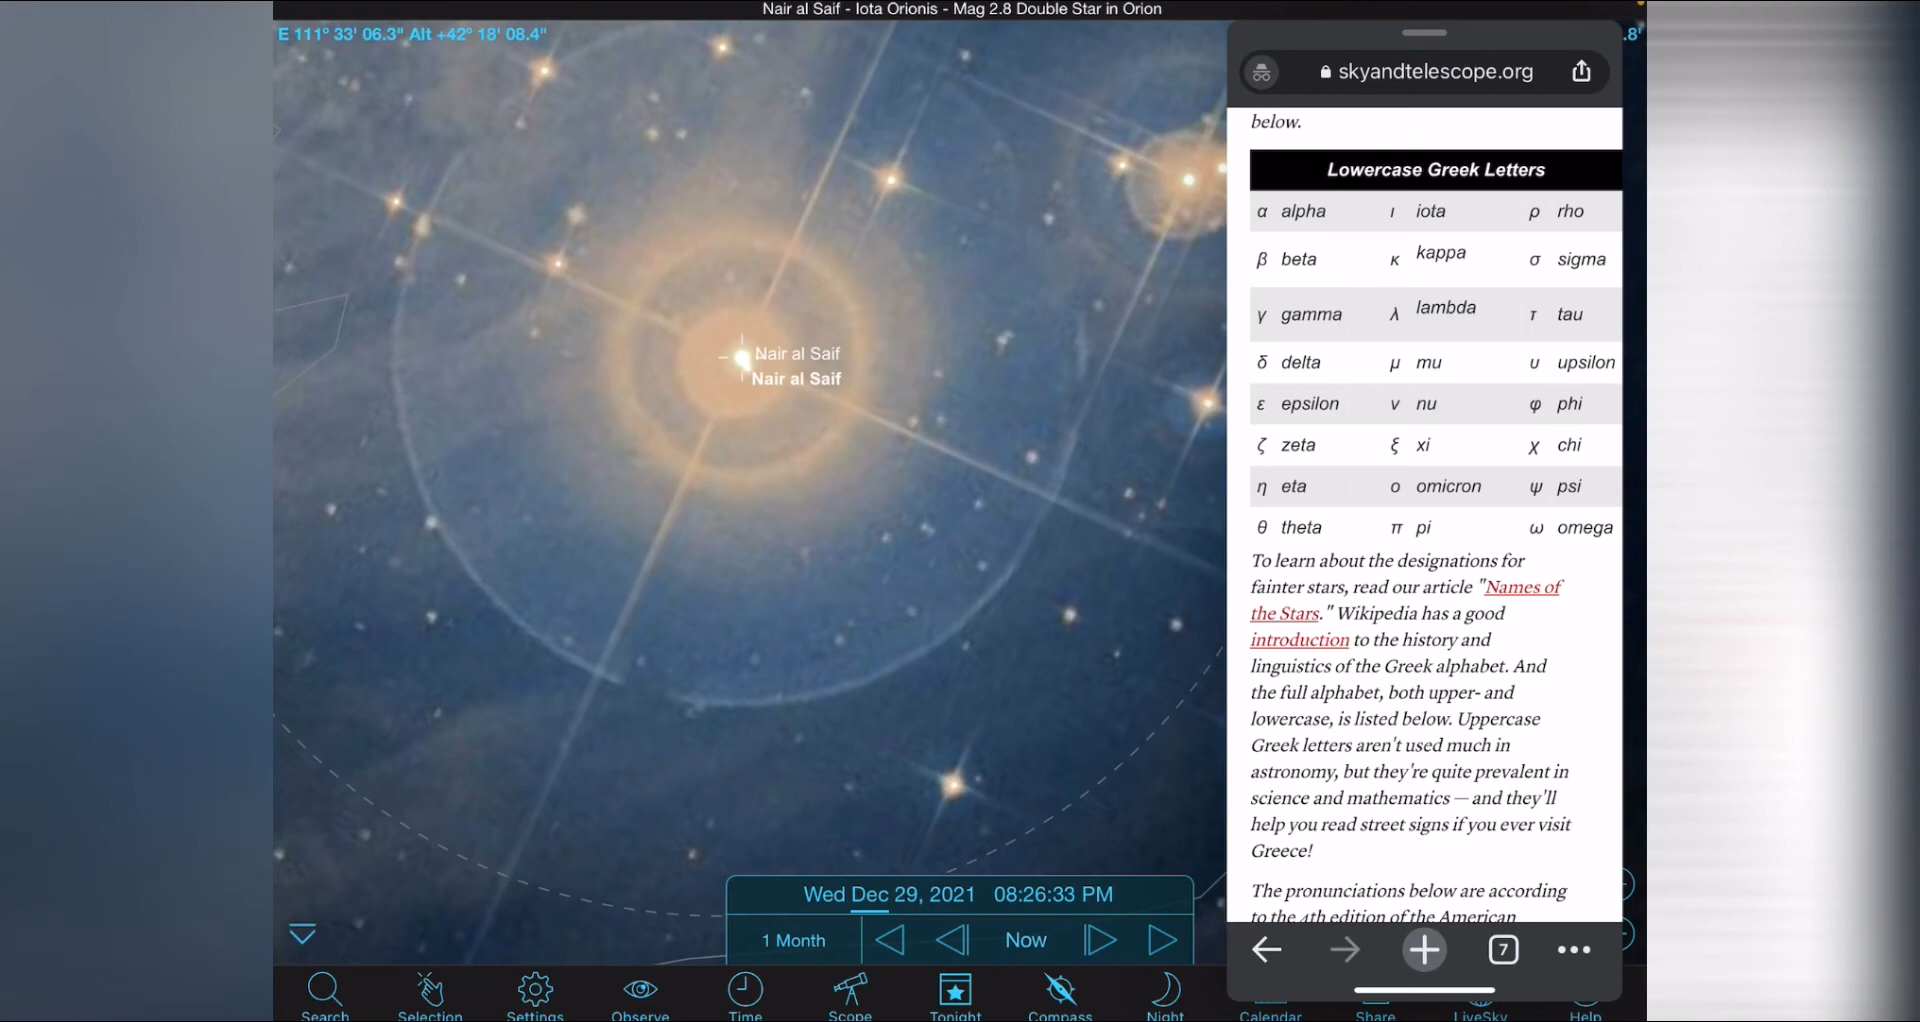 Nair al Saif - Iota Orionis - Mag 2.8 Double Star in Orion
E 111° 33' 06.3" Alt +42° 18' 08.4"
.8'
Nair al Saif
Nair al Saif
Wed Dec 29, 2021 08:26:33 PM
1 Month
Now
Search Selection Settings Observe Time Scope Tonight Compass Night Calendar Share LiveSky Help
skyandtelescope.org
below.
Lowercase Greek Letters
α alpha ι iota ρ rho
β beta κ kappa σ sigma
γ gamma λ lambda τ tau
δ delta μ mu υ upsilon
ε epsilon ν nu φ phi
ζ zeta ξ xi χ chi
η eta ο omicron ψ psi
θ theta π pi ω omega
To learn about the designations for
fainter stars, read our article "Names of
the Stars." Wikipedia has a good
introduction to the history and
linguistics of the Greek alphabet. And
the full alphabet, both upper- and
lowercase, is listed below. Uppercase
Greek letters aren't used much in
astronomy, but they're quite prevalent in
science and mathematics — and they'll
help you read street signs if you ever visit
Greece!
The pronunciations below are according
to the 4th edition of the American
7